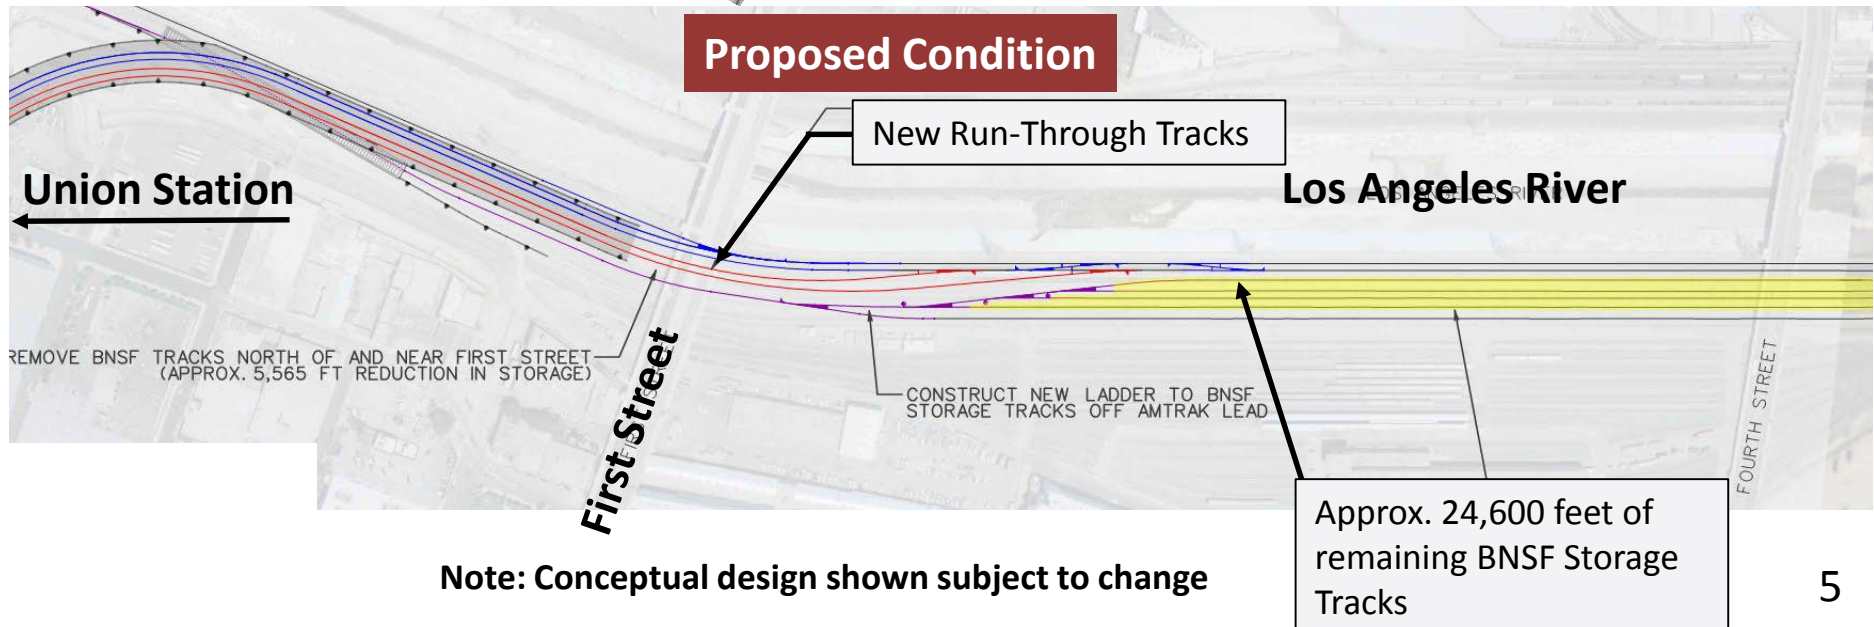 Proposed Condition
New Run-Through Tracks
Union Station
Los Angeles River
LOS ANGELES RIVER
REMOVE BNSF TRACKS NORTH OF AND NEAR FIRST STREET
(APPROX. 5,565 FT REDUCTION IN STORAGE)
First Street
CONSTRUCT NEW LADDER TO BNSF
STORAGE TRACKS OFF AMTRAK LEAD
FOURTH STREET
Approx. 24,600 feet of
remaining BNSF Storage
Tracks
Note: Conceptual design shown subject to change
5